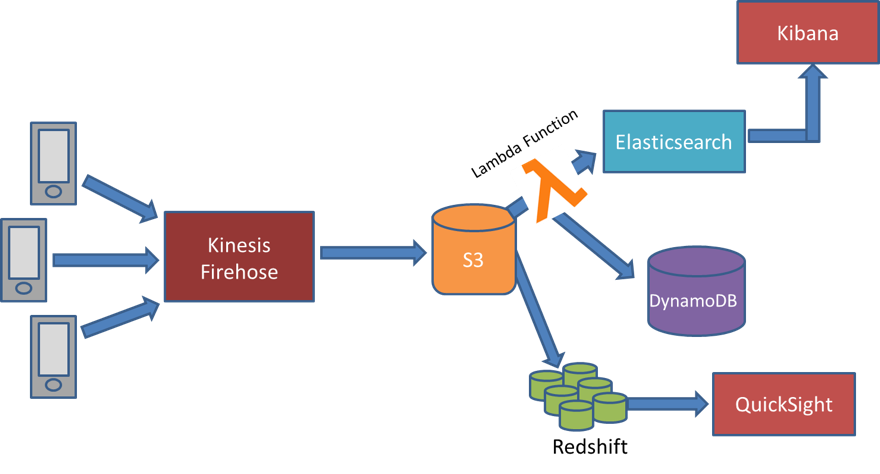 Kibana
Lambda Function
Elasticsearch
Kinesis
Firehose
S3
DynamoDB
QuickSight
Redshift